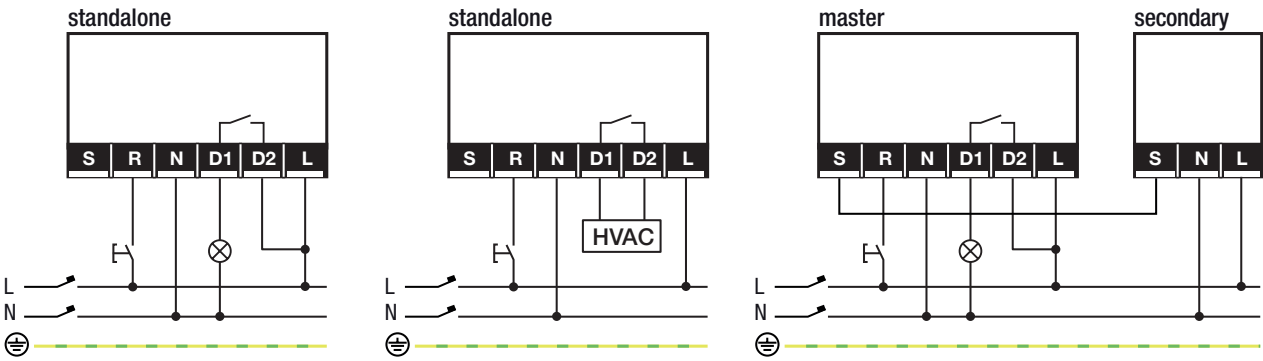 standalone
S R N D1 D2 L
L
N
standalone
S R N D1 D2 L
HVAC
L
N
master
S R N D1 D2 L
secondary
S N L
L
N